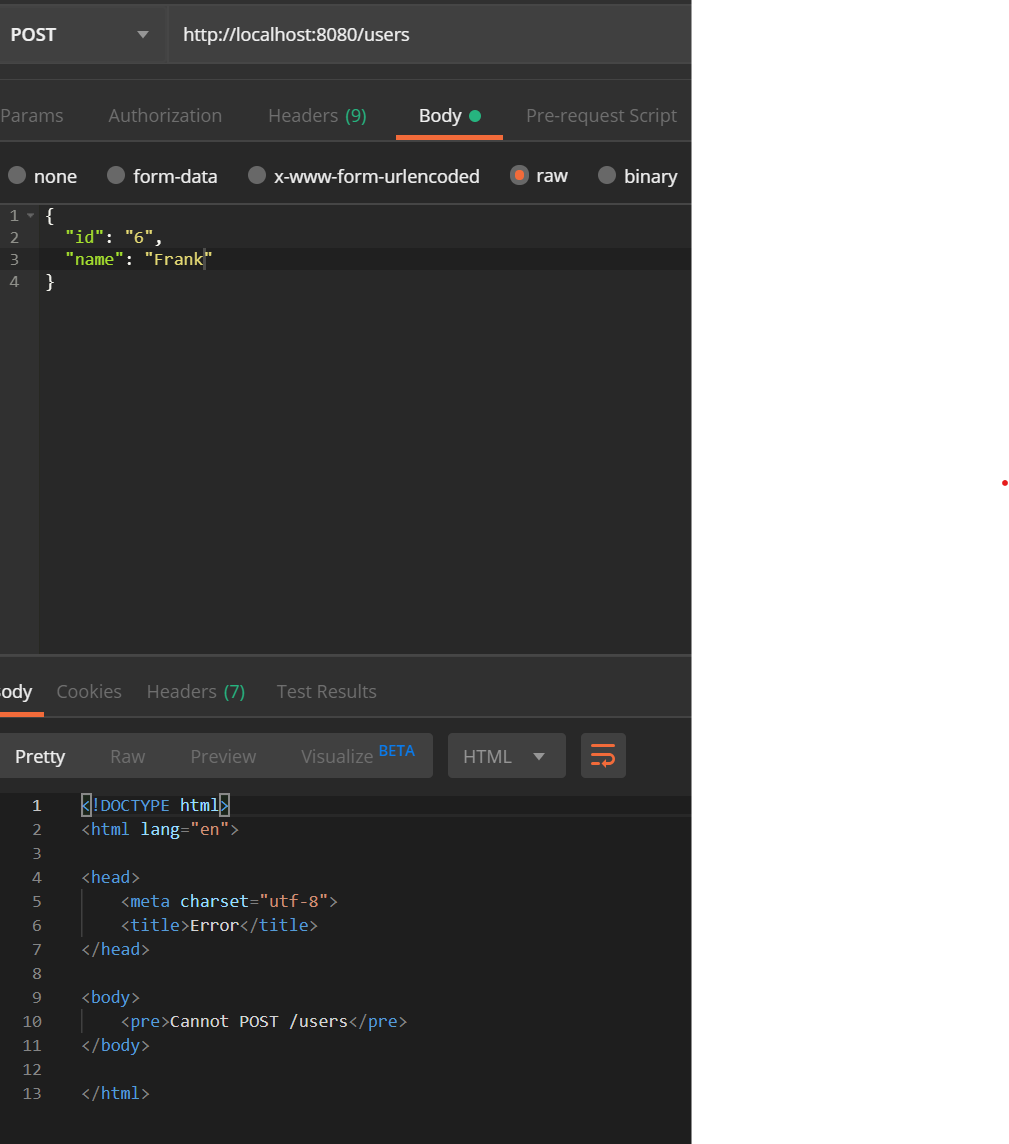 POST http://localhost:8080/users
Params Authorization Headers (9) Body Pre-request Script
none form-data x-www-form-urlencoded raw binary
1 {
2 "id": "6",
3 "name": "Frank"
4 }
ody Cookies Headers (7) Test Results
Pretty Raw Preview Visualize BETA HTML
1 <!DOCTYPE html>
2 <html lang="en">
3
4 <head>
5 <meta charset="utf-8">
6 <title>Error</title>
7 </head>
8
9 <body>
10 <pre>Cannot POST /users</pre>
11 </body>
12
13 </html>